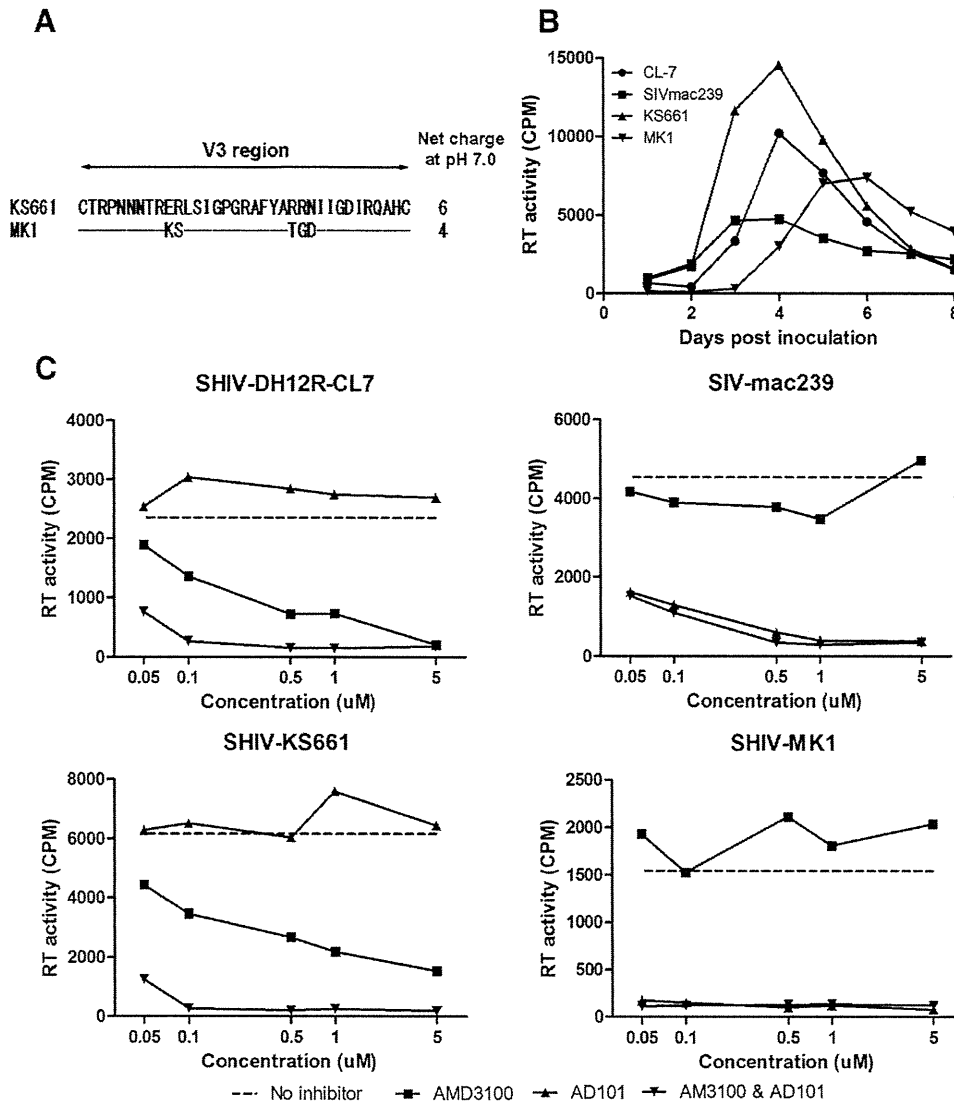 A
V3 region
Net charge
at pH 7.0
KS661 CTRPNNNTRERLSIGPGRAFYARRNIIGDIRQAHC 6
MK1 KS TGD 4
B
15000
10000
5000
0
RT activity (CPM)
CL-7
SIVmac239
KS661
MK1
0 2 4 6 8
Days post inoculation
C
SHIV-DH12R-CL7
4000
3000
2000
1000
0
RT activity (CPM)
0.05 0.1 0.5 1 5
Concentration (uM)
SIV-mac239
6000
4000
2000
0
RT activity (CPM)
0.05 0.1 0.5 1 5
Concentration (uM)
SHIV-KS661
8000
6000
4000
2000
0
RT activity (CPM)
0.05 0.1 0.5 1 5
Concentration (uM)
SHIV-MK1
2500
2000
1500
1000
500
0
RT activity (CPM)
0.05 0.1 0.5 1 5
Concentration (uM)
No inhibitor AMD3100 AD101 AM3100 & AD101